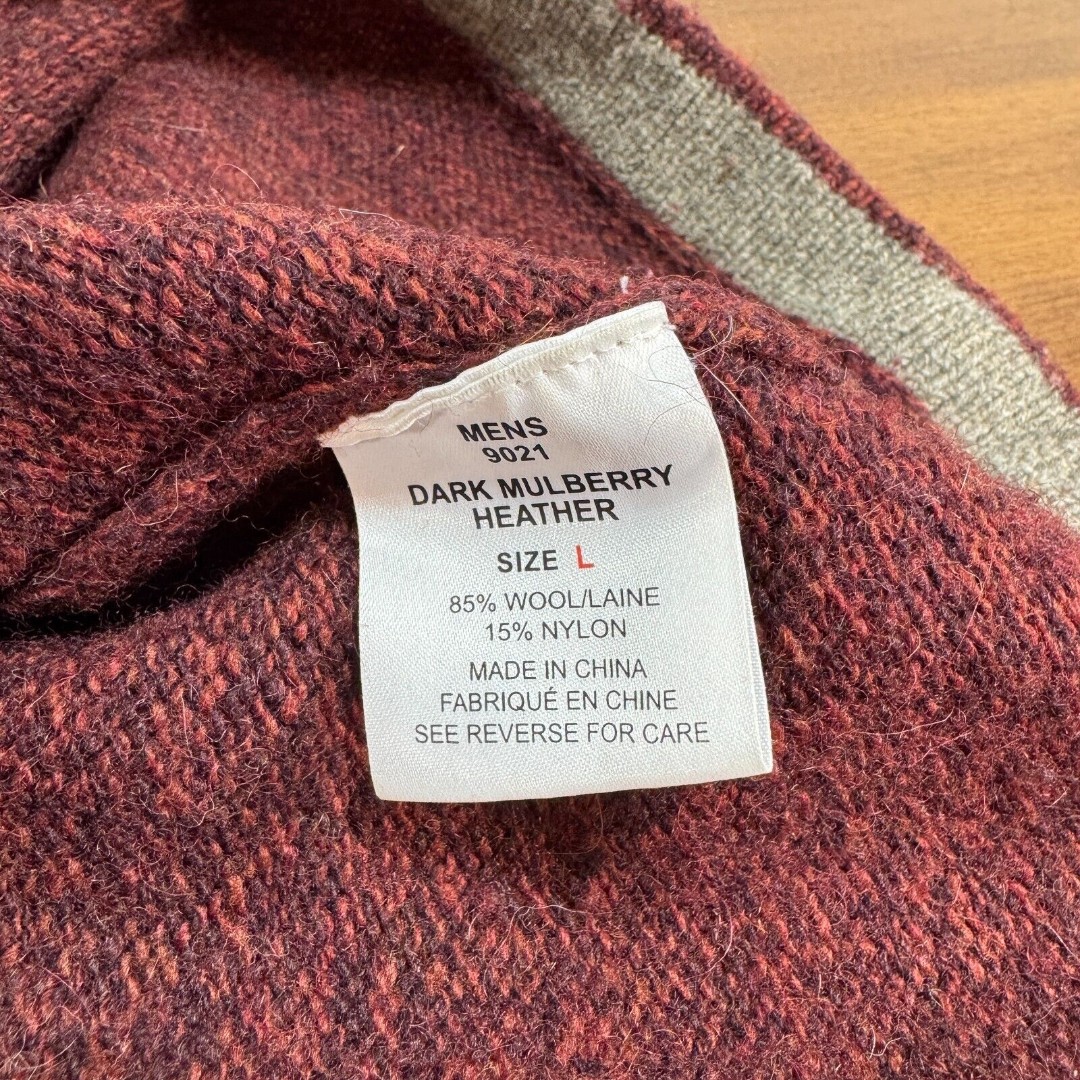 MENS
9021
DARK MULBERRY
HEATHER
SIZE L
85% WOOL/LAINE
15% NYLON
MADE IN CHINA
FABRIQUÉ EN CHINE
SEE REVERSE FOR CARE